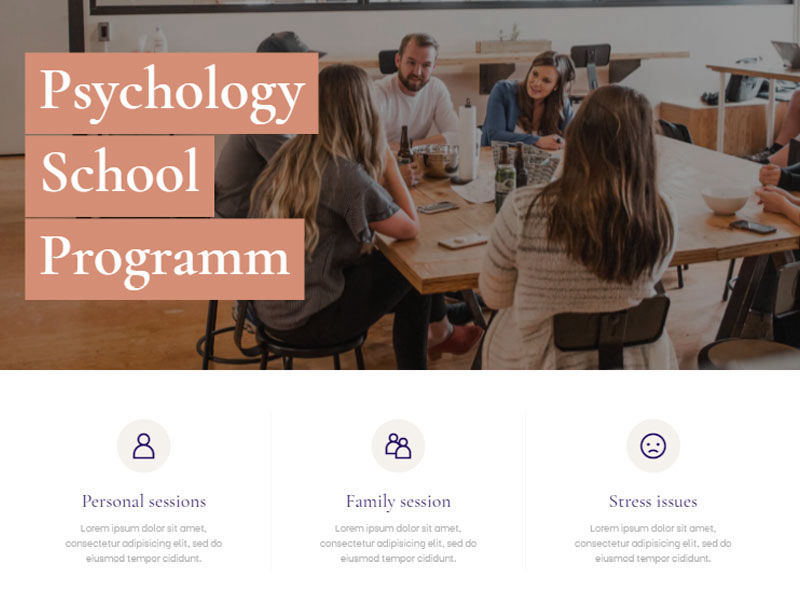 Psychology
School
Programm
Personal sessions
Family session
Stress issues
Lorem ipsum dolor sit amet,
consectetur adipisicing elit, sed do
eiusmod tempor cididunt.
Lorem ipsum dolor sit amet,
consectetur adipisicing elit, sed do
eiusmod tempor cididunt.
Lorem ipsum dolor sit amet,
consectetur adipisicing elit, sed do
eiusmod tempor cididunt.